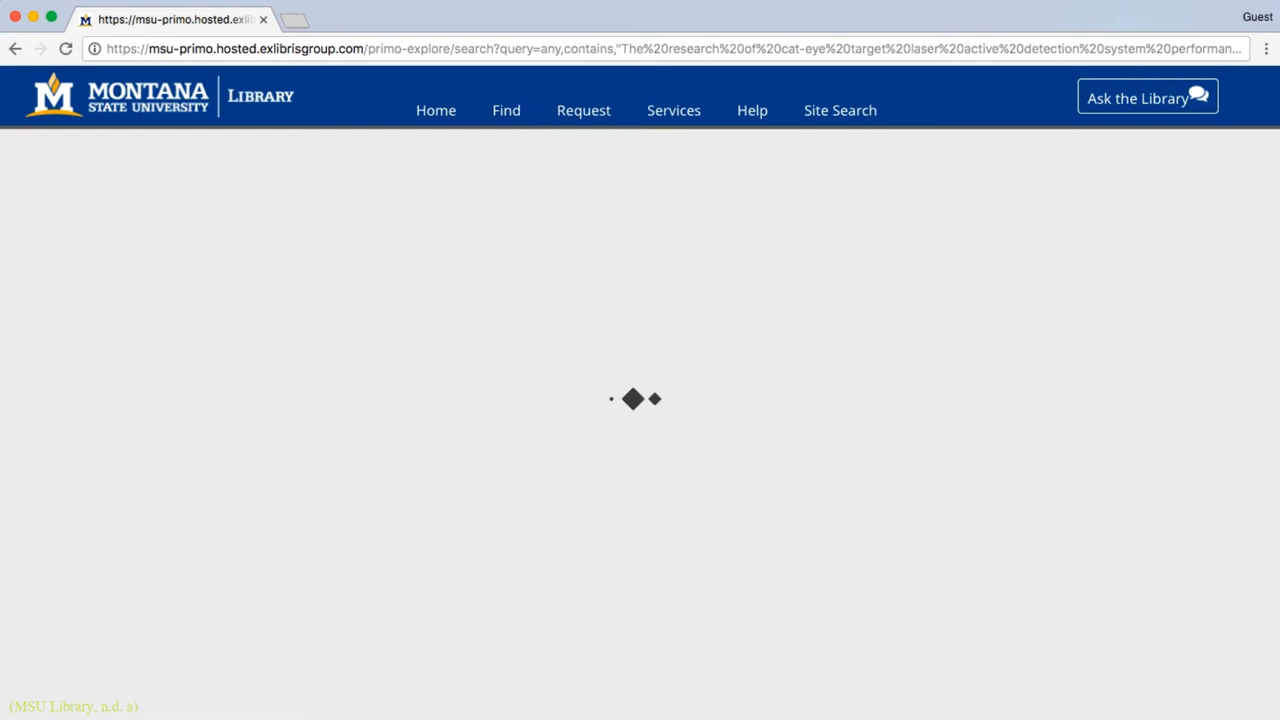 https://msu-primo.hosted.exlib
Guest
https://msu-primo.hosted.exlibrisgroup.com/primo-explore/search?query=any,contains,"The%20research%20of%20cat-eye%20target%20laser%20active%20detection%20system%20performan...
M MONTANA
STATE UNIVERSITY
LIBRARY
Home
Find
Request
Services
Help
Site Search
Ask the Library
(MSU Library, n.d. a)